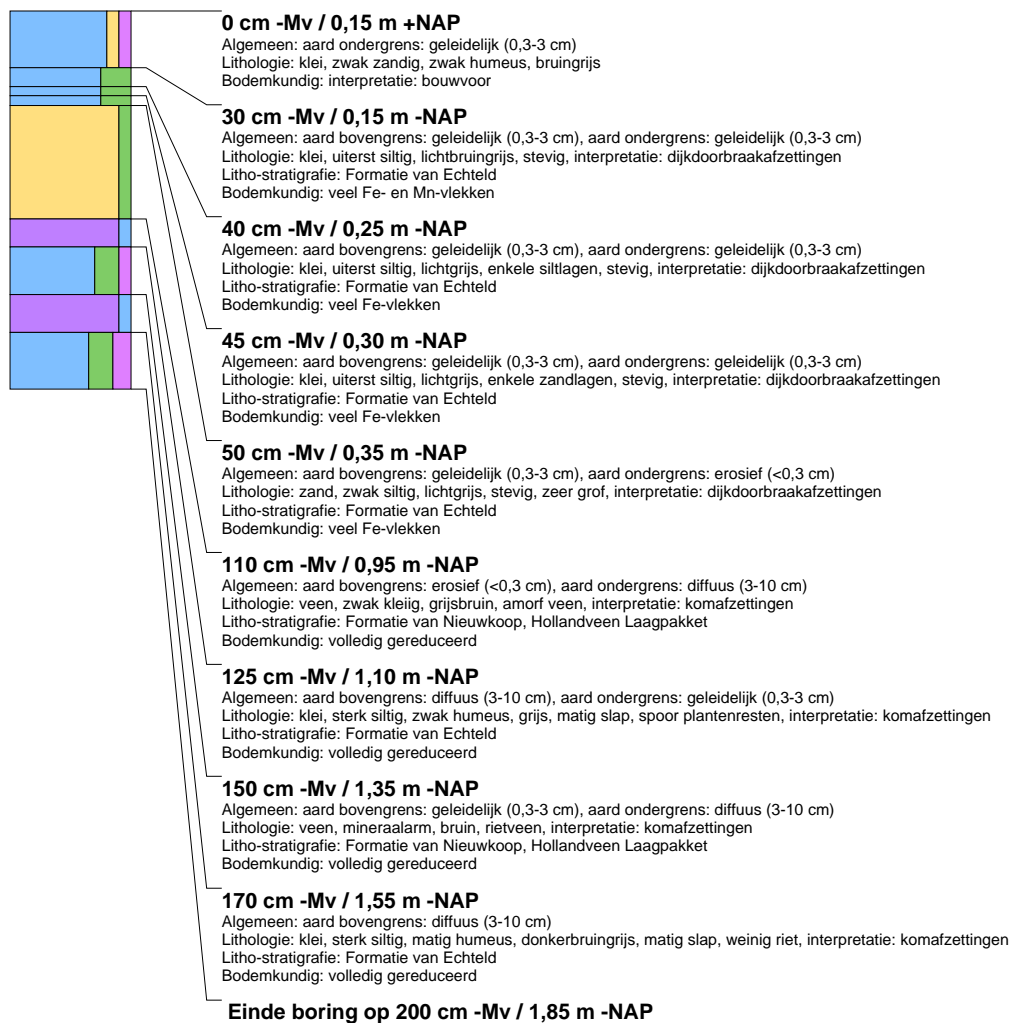 0 cm -Mv / 0,15 m +NAP
Algemeen: aard ondergrens: geleidelijk (0,3-3 cm)
Lithologie: klei, zwak zandig, zwak humeus, bruingrijs
Bodemkundig: interpretatie: bouwvoor
30 cm -Mv / 0,15 m -NAP
Algemeen: aard bovengrens: geleidelijk (0,3-3 cm), aard ondergrens: geleidelijk (0,3-3 cm)
Lithologie: klei, uiterst siltig, lichtbruingrijs, stevig, interpretatie: dijkdoorbraakafzettingen
Litho-stratigrafie: Formatie van Echteld
Bodemkundig: veel Fe- en Mn-vlekken
40 cm -Mv / 0,25 m -NAP
Algemeen: aard bovengrens: geleidelijk (0,3-3 cm), aard ondergrens: geleidelijk (0,3-3 cm)
Lithologie: klei, uiterst siltig, lichtgrijs, enkele siltlagen, stevig, interpretatie: dijkdoorbraakafzettingen
Litho-stratigrafie: Formatie van Echteld
Bodemkundig: veel Fe-vlekken
45 cm -Mv / 0,30 m -NAP
Algemeen: aard bovengrens: geleidelijk (0,3-3 cm), aard ondergrens: geleidelijk (0,3-3 cm)
Lithologie: klei, uiterst siltig, lichtgrijs, enkele zandlagen, stevig, interpretatie: dijkdoorbraakafzettingen
Litho-stratigrafie: Formatie van Echteld
Bodemkundig: veel Fe-vlekken
50 cm -Mv / 0,35 m -NAP
Algemeen: aard bovengrens: geleidelijk (0,3-3 cm), aard ondergrens: erosief (<0,3 cm)
Lithologie: zand, zwak siltig, lichtgrijs, stevig, zeer grof, interpretatie: dijkdoorbraakafzettingen
Litho-stratigrafie: Formatie van Echteld
Bodemkundig: veel Fe-vlekken
110 cm -Mv / 0,95 m -NAP
Algemeen: aard bovengrens: erosief (<0,3 cm), aard ondergrens: diffuus (3-10 cm)
Lithologie: veen, zwak kleiig, grijsbruin, amorf veen, interpretatie: komafzettingen
Litho-stratigrafie: Formatie van Nieuwkoop, Hollandveen Laagpakket
Bodemkundig: volledig gereduceerd
125 cm -Mv / 1,10 m -NAP
Algemeen: aard bovengrens: diffuus (3-10 cm), aard ondergrens: geleidelijk (0,3-3 cm)
Lithologie: klei, sterk siltig, zwak humeus, grijs, matig slap, spoor plantenresten, interpretatie: komafzettingen
Litho-stratigrafie: Formatie van Echteld
Bodemkundig: volledig gereduceerd
150 cm -Mv / 1,35 m -NAP
Algemeen: aard bovengrens: geleidelijk (0,3-3 cm), aard ondergrens: diffuus (3-10 cm)
Lithologie: veen, mineraalarm, bruin, rietveen, interpretatie: komafzettingen
Litho-stratigrafie: Formatie van Nieuwkoop, Hollandveen Laagpakket
Bodemkundig: volledig gereduceerd
170 cm -Mv / 1,55 m -NAP
Algemeen: aard bovengrens: diffuus (3-10 cm)
Lithologie: klei, sterk siltig, matig humeus, donkerbruingrijs, matig slap, weinig riet, interpretatie: komafzettingen
Litho-stratigrafie: Formatie van Echteld
Bodemkundig: volledig gereduceerd
Einde boring op 200 cm -Mv / 1,85 m -NAP